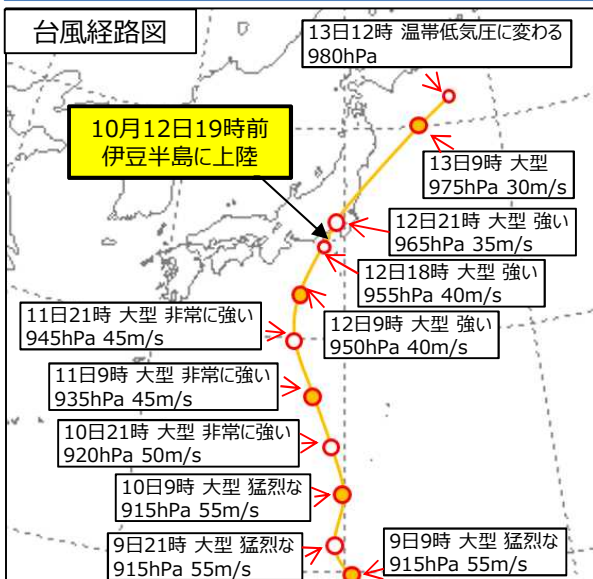 台風経路図
13日12時 温帯低気圧に変わる
980hPa
10月12日19時前
伊豆半島に上陸
13日9時 大型
975hPa 30m/s
12日21時 大型 強い
965hPa 35m/s
12日18時 大型 強い
955hPa 40m/s
11日21時 大型 非常に強い
945hPa 45m/s
12日9時 大型 強い
950hPa 40m/s
11日9時 大型 非常に強い
935hPa 45m/s
10日21時 大型 非常に強い
920hPa 50m/s
10日9時 大型 猛烈な
915hPa 55m/s
9日21時 大型 猛烈な
915hPa 55m/s
9日9時 大型 猛烈な
915hPa 55m/s